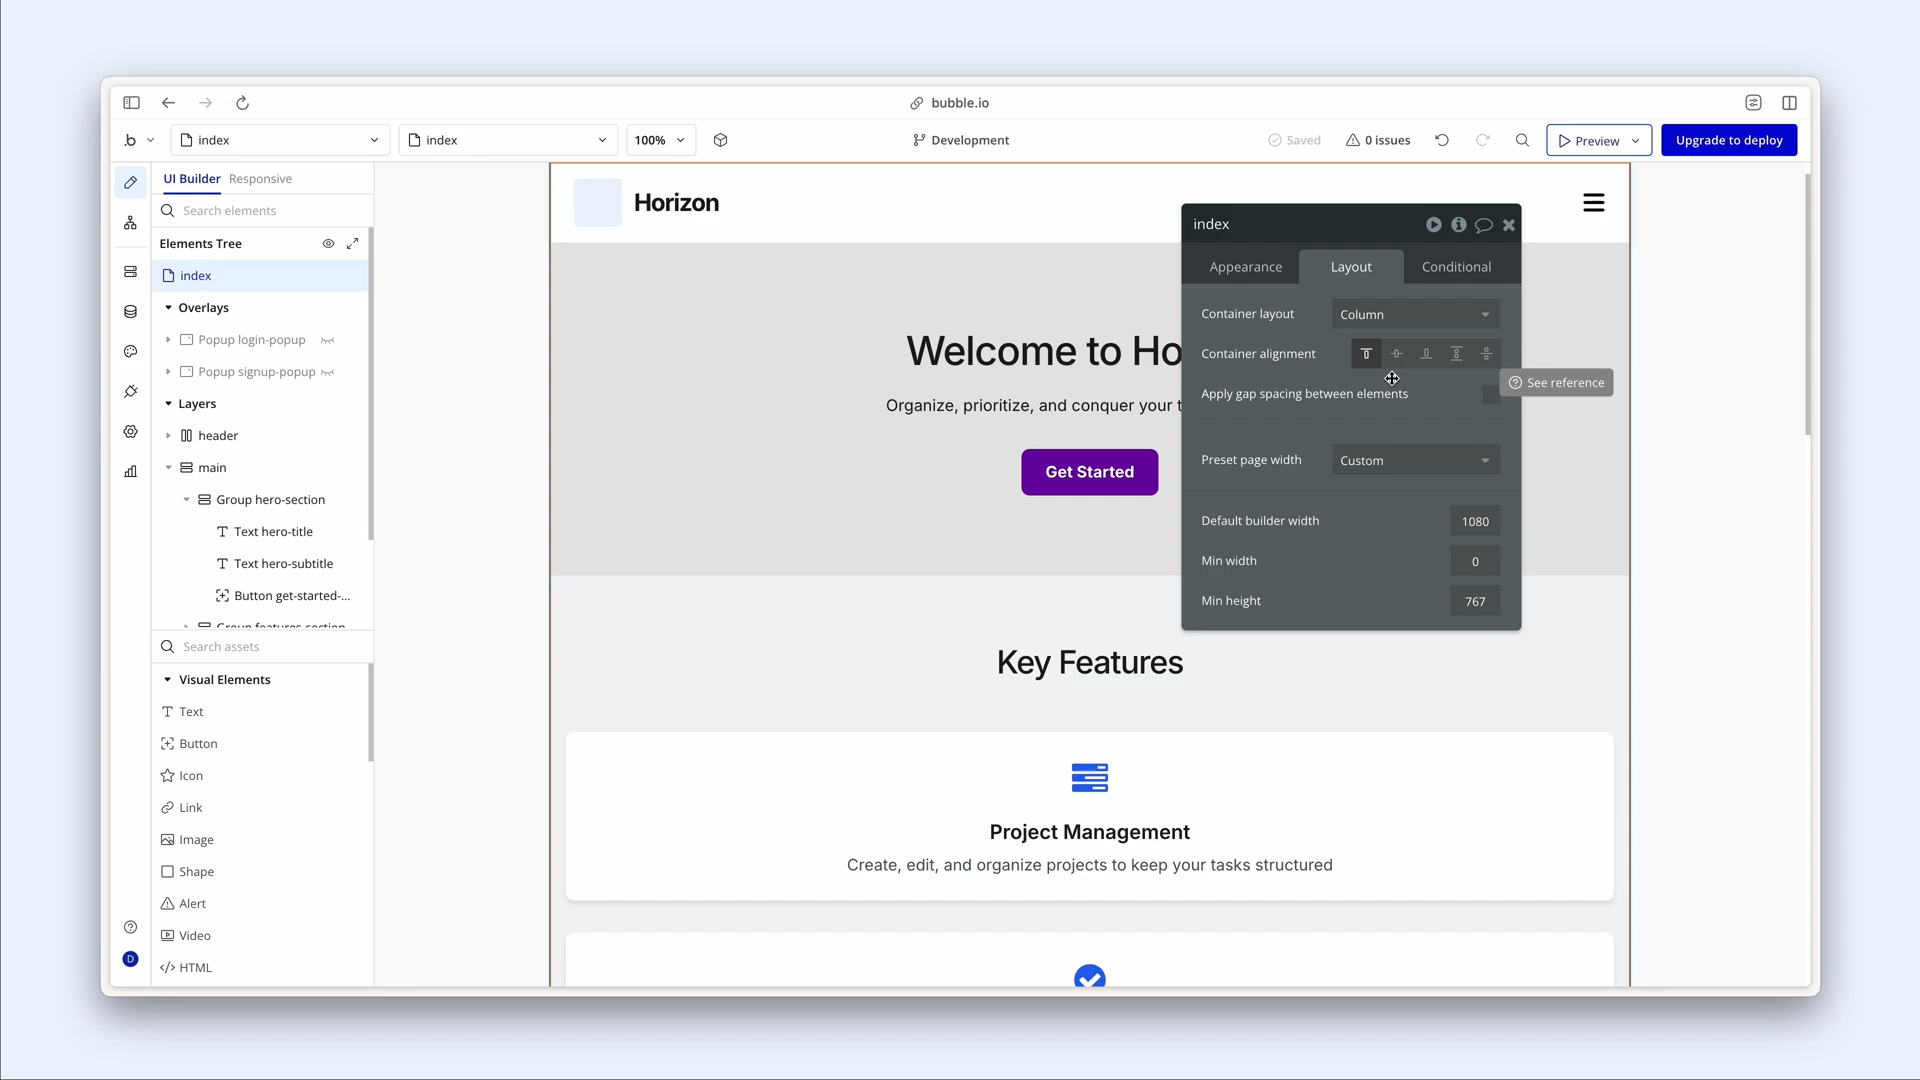 bubble.io
.b
index
index
100%
Development
Saved
0 issues
Preview
Upgrade to deploy
UI Builder
Responsive
Search elements
Elements Tree
index
Overlays
Popup login-popup
Popup signup-popup
Layers
header
main
Group hero-section
Text hero-title
Text hero-subtitle
Button get-started-...
Group features-section
Search assets
Visual Elements
Text
Button
Icon
Link
Image
Shape
Alert
Video
HTML
D
Horizon
Welcome to Ho
Organize, prioritize, and conquer your t
Get Started
Key Features
Project Management
Create, edit, and organize projects to keep your tasks structured
index
Appearance
Layout
Conditional
Container layout
Column
Container alignment
Apply gap spacing between elements
See reference
Preset page width
Custom
Default builder width
1080
Min width
0
Min height
767